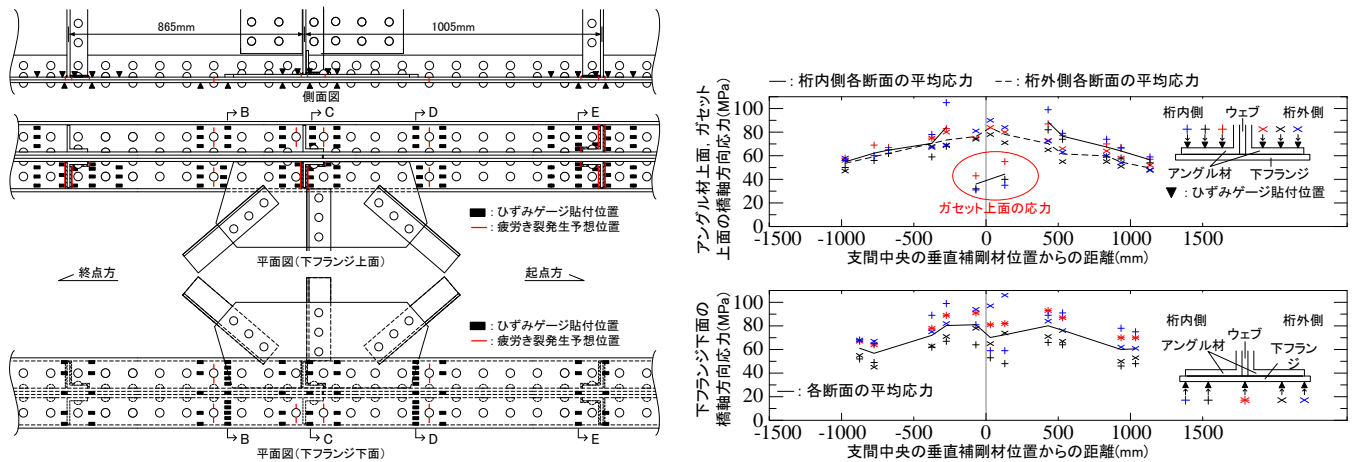 865mm
1005mm
側面図
B
C
D
E
■：ひずみゲージ貼付位置
―：疲労き裂発生予想位置
平面図(下フランジ上面)
終点方
起点方
■：ひずみゲージ貼付位置
―：疲労き裂発生予想位置
B
C
D
E
平面図(下フランジ下面)
―：桁内側各断面の平均応力 --：桁外側各断面の平均応力
アングル材上面，ガセット
上面の橋軸方向応力(MPa)
100
80
60
40
20
0
-1500 -1000 -500 0 500 1000 1500
ガセット上面の応力
桁内側 ウェブ 桁外側
アングル材 下フランジ
▼：ひずみゲージ貼付位置
支間中央の垂直補剛材位置からの距離(mm)
下フランジ下面の
橋軸方向応力(MPa)
100
80
60
40
20
0
-1500 -1000 -500 0 500 1000 1500
―：各断面の平均応力
桁内側 ウェブ 桁外側
アングル材 下フランジ
支間中央の垂直補剛材位置からの距離(mm)